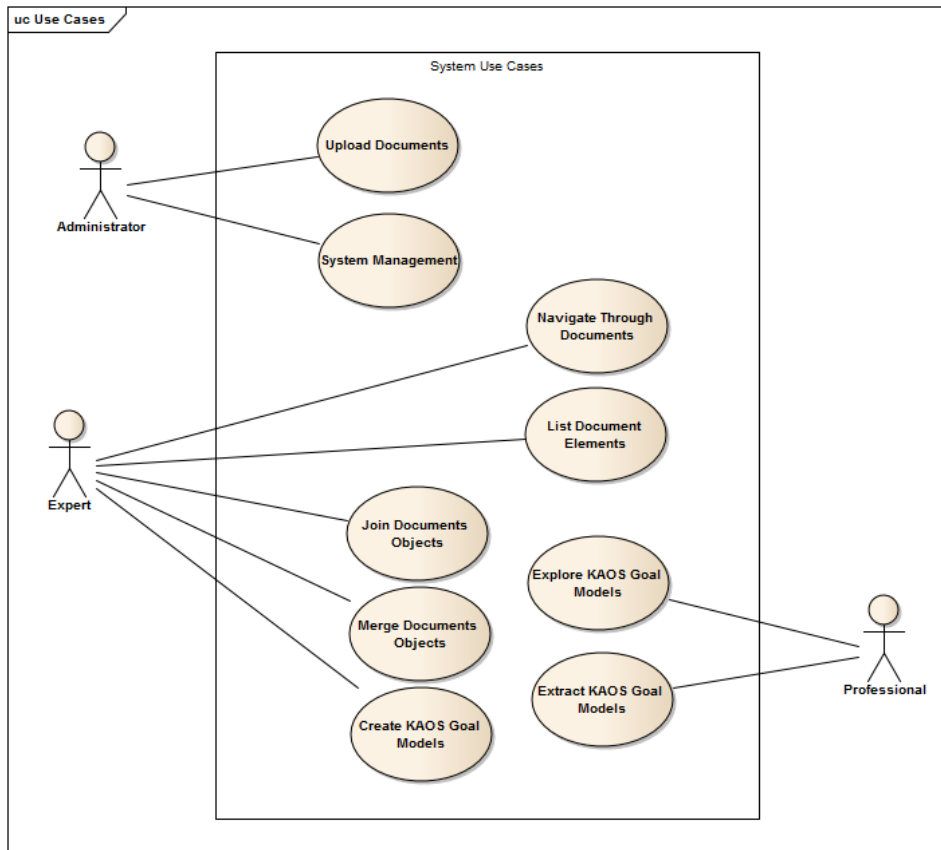 uc Use Cases
System Use Cases
Upload Documents
Administrator
System Management
Navigate Through
Documents
List Document
Elements
Expert
Join Documents
Objects
Explore KAOS Goal
Models
Merge Documents
Objects
Professional
Extract KAOS Goal
Models
Create KAOS Goal
Models